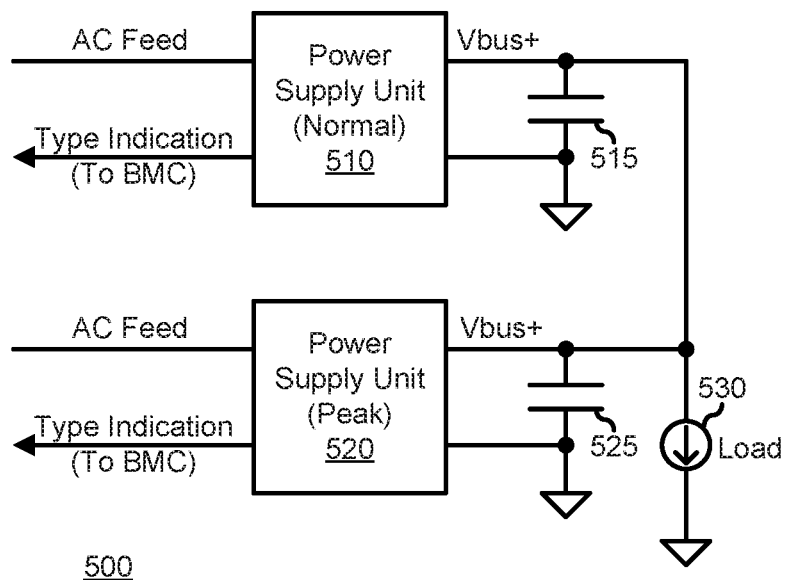 AC Feed
Type Indication
(To BMC)
Power
Supply Unit
(Normal)
510
Vbus+
515
AC Feed
Type Indication
(To BMC)
Power
Supply Unit
(Peak)
520
Vbus+
525
530
Load
500